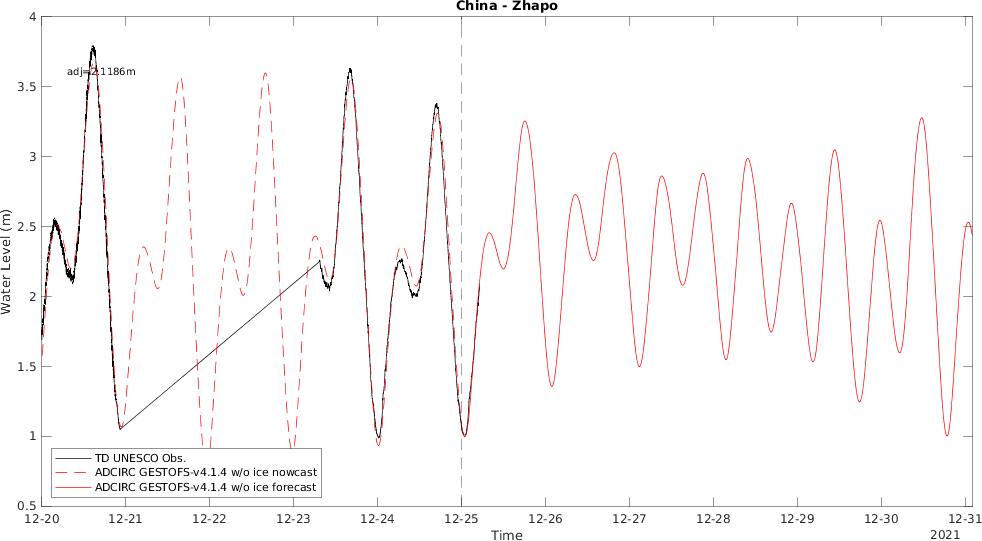 China - Zhapo
4
adj=2.1186m
3.5
3
2.5
Water Level (m)
2
1.5
1
TD UNESCO Obs.
ADCIRC GESTOFS-v4.1.4 w/o ice nowcast
ADCIRC GESTOFS-v4.1.4 w/o ice forecast
0.5
12-20 12-21 12-22 12-23 12-24 12-25 12-26 12-27 12-28 12-29 12-30 12-31
Time
2021